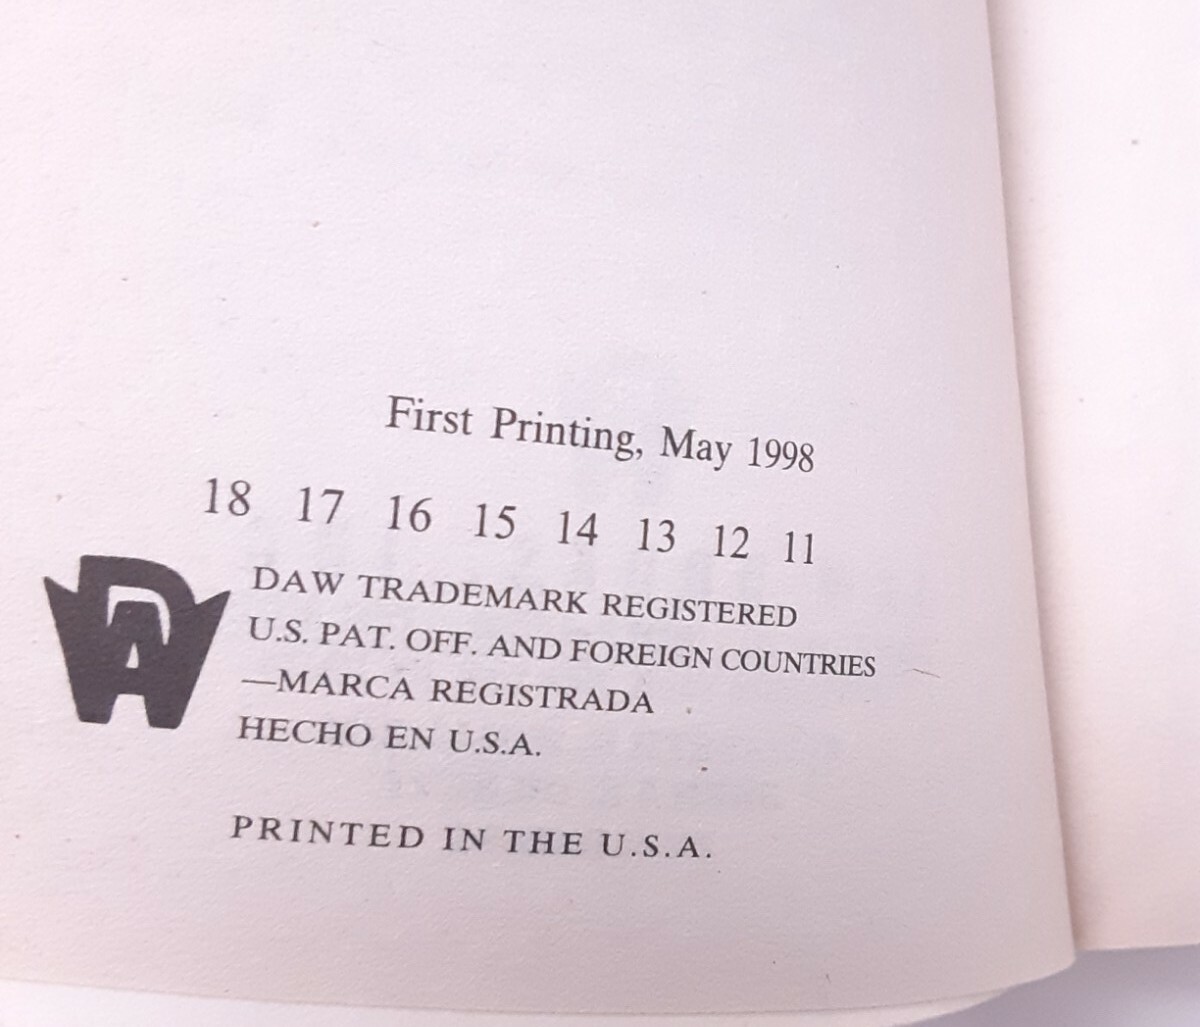 First Printing, May 1998
18 17 16 15 14 13 12 11
DAW TRADEMARK REGISTERED
U.S. PAT. OFF. AND FOREIGN COUNTRIES
—MARCA REGISTRADA
HECHO EN U.S.A.
DAW
PRINTED IN THE U.S.A.